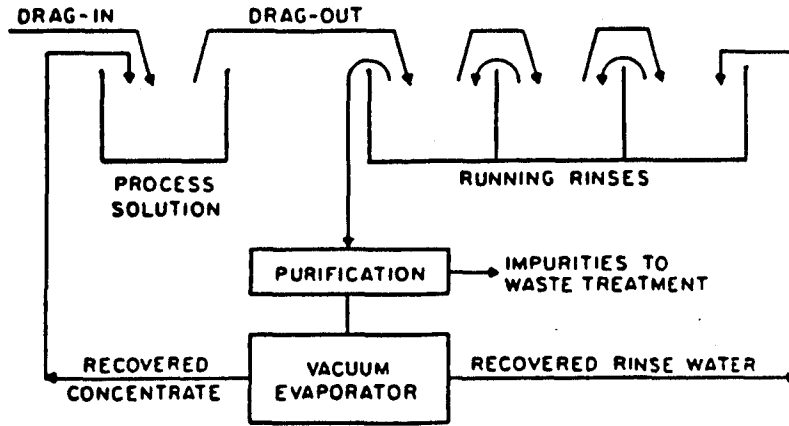 DRAG-IN
DRAG-OUT
PROCESS
SOLUTION
RUNNING RINSES
PURIFICATION
IMPURITIES TO
WASTE TREATMENT
RECOVERED
CONCENTRATE
VACUUM
EVAPORATOR
RECOVERED RINSE WATER